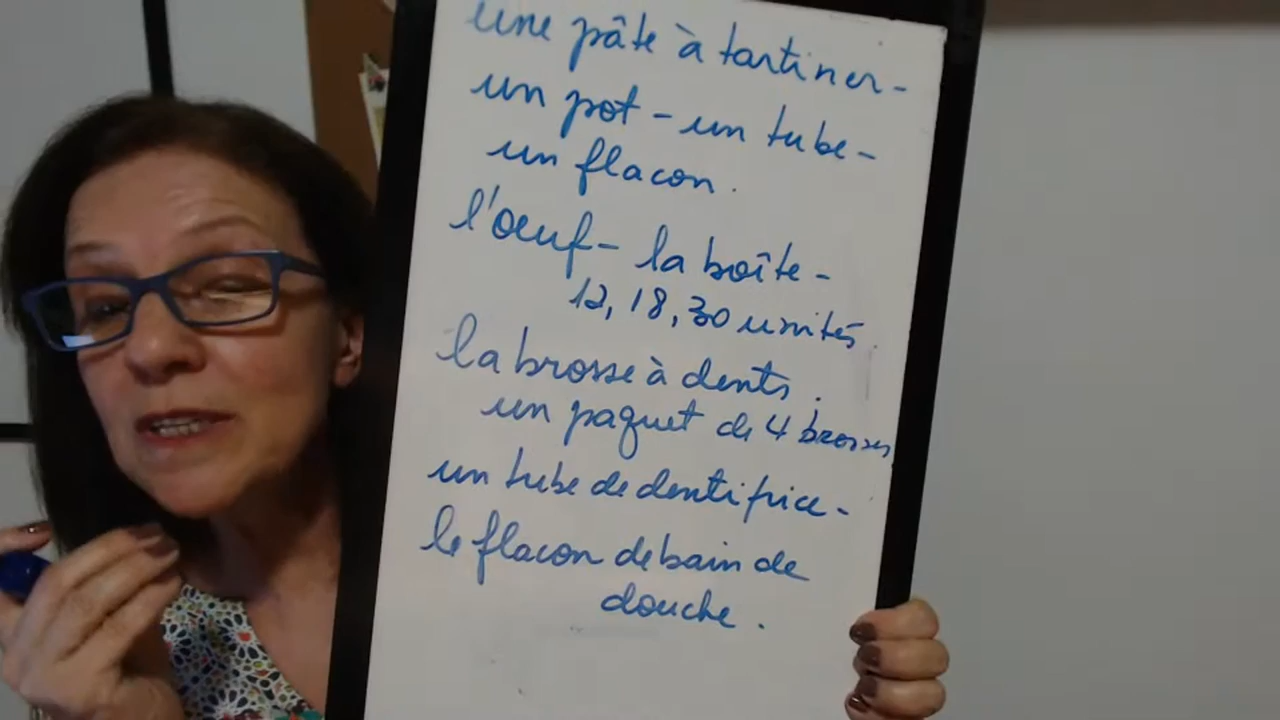 une pâte à tartiner -
un pot - un tube -
un flacon.
l'oeuf - la boîte -
12, 18, 30 unités.
la brosse à dents.
un paquet de 4 brosses
un tube de dentifrice -
le flacon de bain de
douche.